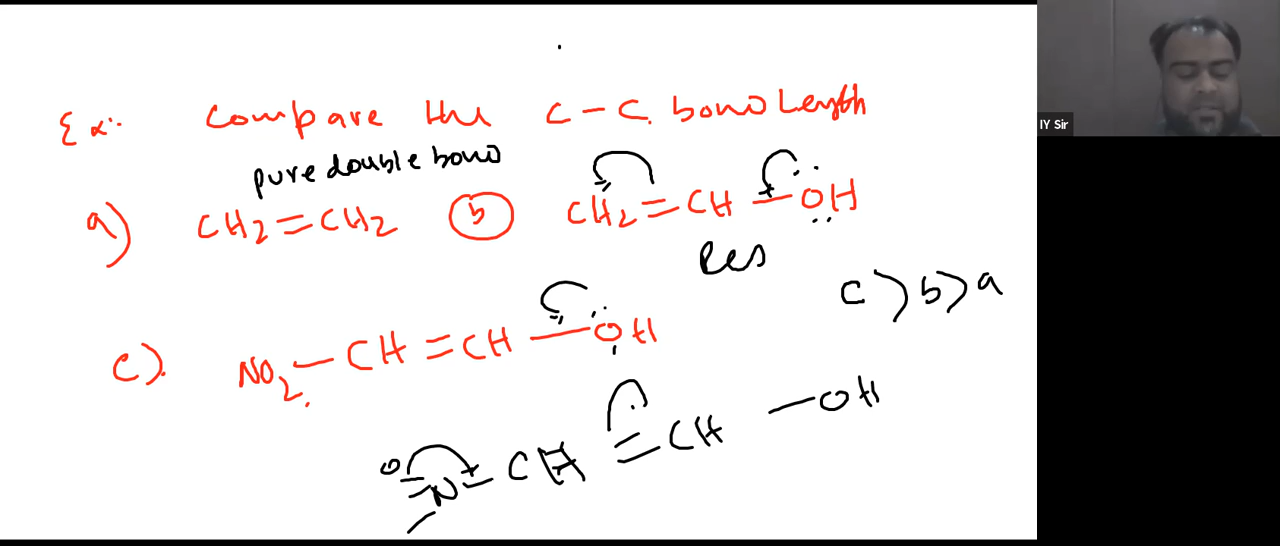 Ex:- Compare the C-C bond Length
pure double bond
a) CH2=CH2 (b) CH2=CH-OH
Res
c>b>a
c). NO2-CH=CH-OH
O=N-CH=CH-OH
IY Sir